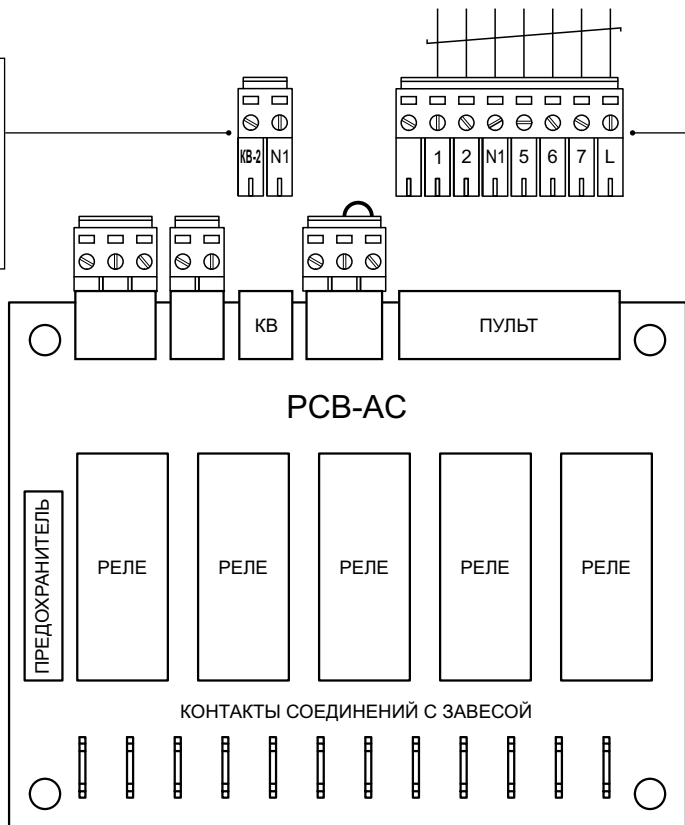 КВ-2 N1
1 2 N1 5 6 7 L
КВ
ПУЛЬТ
PCB-AC
ПРЕДОХРАНИТЕЛЬ
РЕЛЕ
РЕЛЕ
РЕЛЕ
РЕЛЕ
РЕЛЕ
КОНТАКТЫ СОЕДИНЕНИЙ С ЗАВЕСОЙ